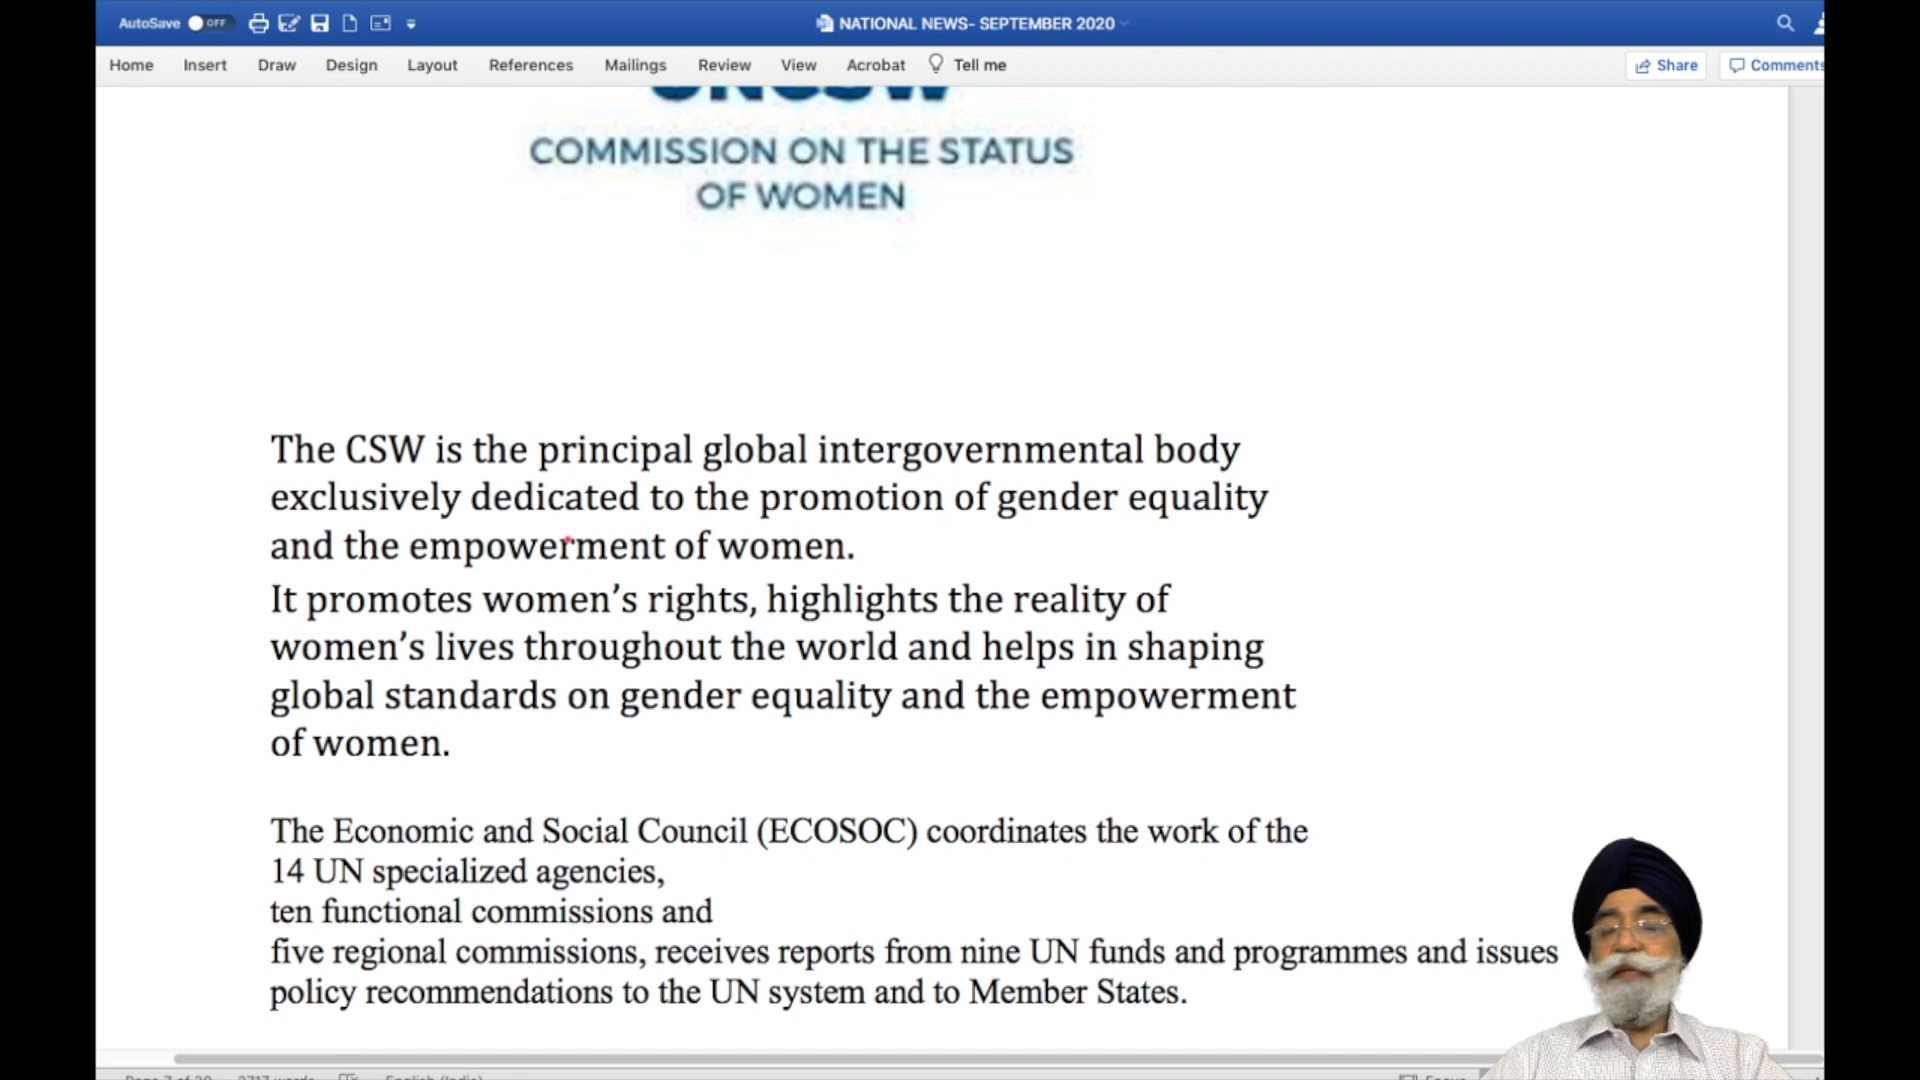 AutoSave OFF NATIONAL NEWS- SEPTEMBER 2020
Home Insert Draw Design Layout References Mailings Review View Acrobat Tell me Share Comments
UNCSW
COMMISSION ON THE STATUS
OF WOMEN
The CSW is the principal global intergovernmental body
exclusively dedicated to the promotion of gender equality
and the empowerment of women.
It promotes women’s rights, highlights the reality of
women’s lives throughout the world and helps in shaping
global standards on gender equality and the empowerment
of women.
The Economic and Social Council (ECOSOC) coordinates the work of the
14 UN specialized agencies,
ten functional commissions and
five regional commissions, receives reports from nine UN funds and programmes and issues
policy recommendations to the UN system and to Member States.
English (India)